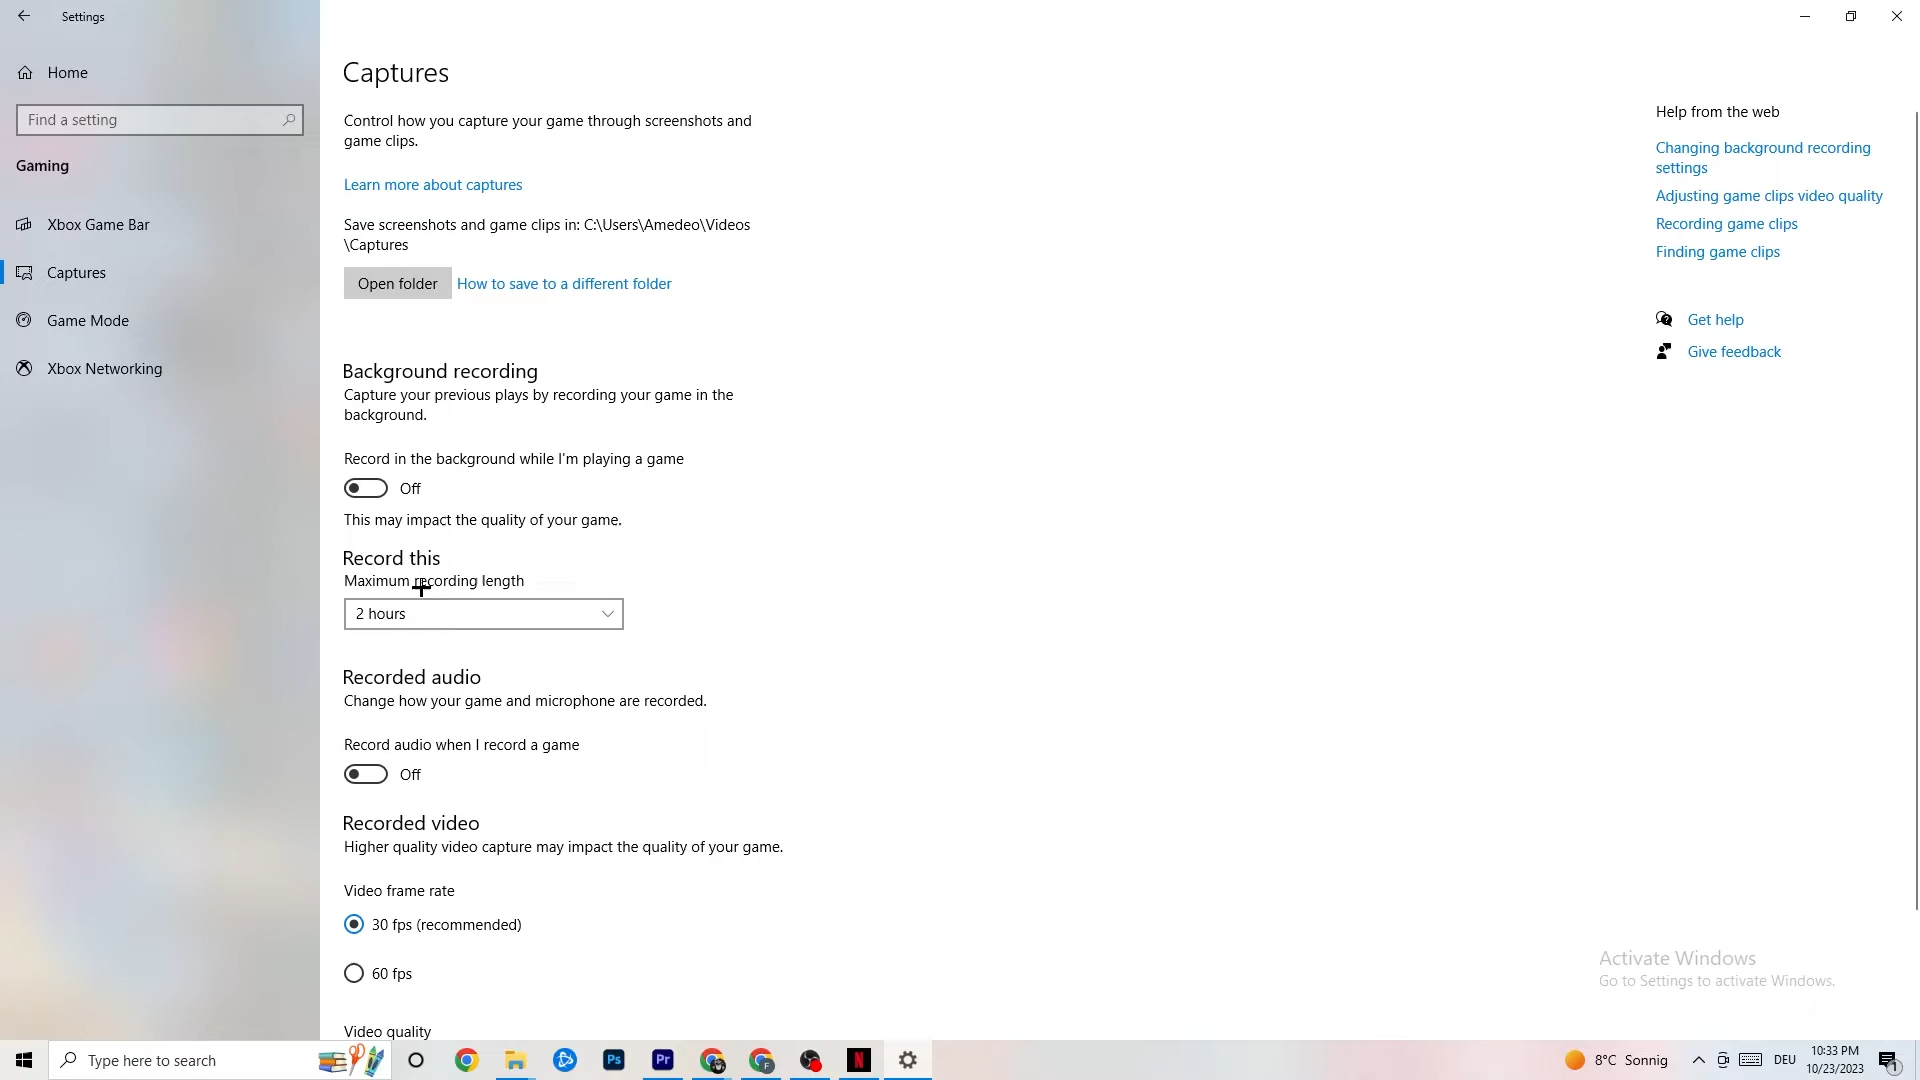 Settings
Home
Find a setting
Gaming
Xbox Game Bar
Captures
Game Mode
Xbox Networking
Captures
Control how you capture your game through screenshots and
game clips.
Learn more about captures
Save screenshots and game clips in: C:\Users\Amedeo\Videos
\Captures
Open folder
How to save to a different folder
Background recording
Capture your previous plays by recording your game in the
background.
Record in the background while I'm playing a game
Off
This may impact the quality of your game.
Record this
Maximum recording length
2 hours
Recorded audio
Change how your game and microphone are recorded.
Record audio when I record a game
Off
Recorded video
Higher quality video capture may impact the quality of your game.
Video frame rate
30 fps (recommended)
60 fps
Video quality
Help from the web
Changing background recording
settings
Adjusting game clips video quality
Recording game clips
Finding game clips
Get help
Give feedback
Activate Windows
Go to Settings to activate Windows.
Type here to search
Ps
Pr
F
N
8°C Sonnig
DEU
10:33 PM
10/23/2023
1